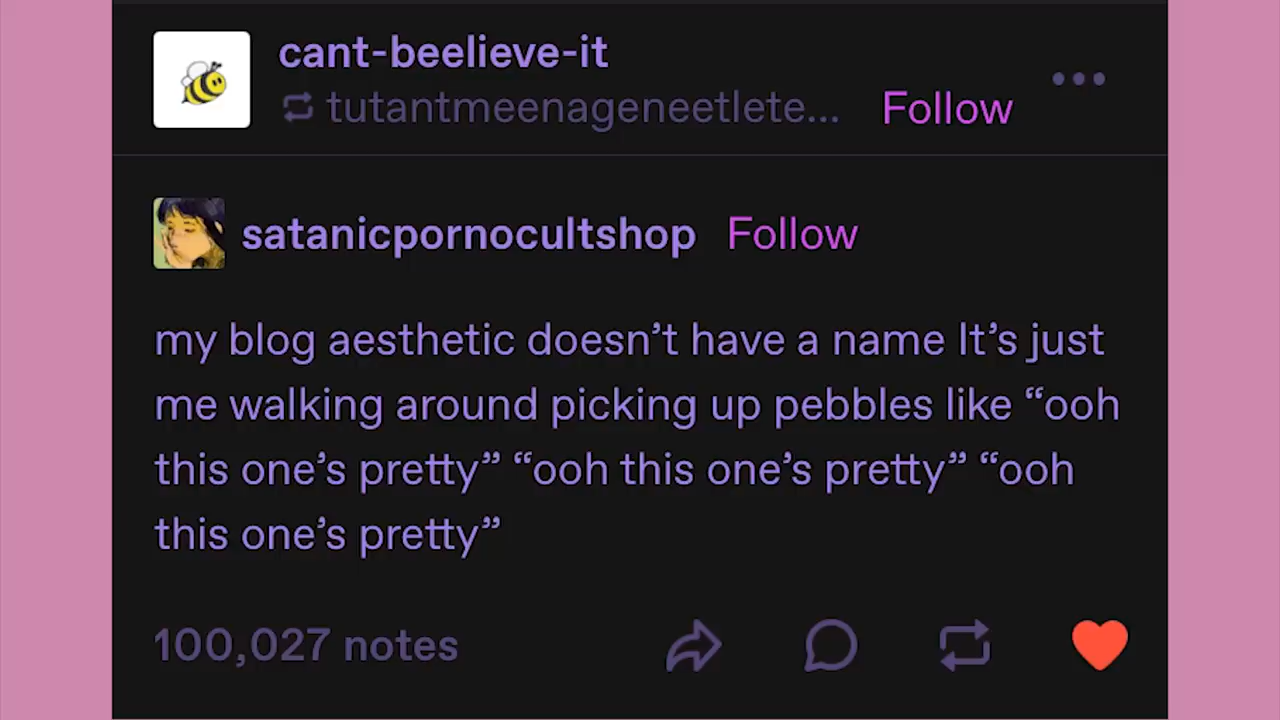 cant-beelieve-it
tutantmeenageneetlete...
Follow
satanicpornocultshop Follow
my blog aesthetic doesn’t have a name It’s just
me walking around picking up pebbles like “ooh
this one’s pretty” “ooh this one’s pretty” “ooh
this one’s pretty”
100,027 notes